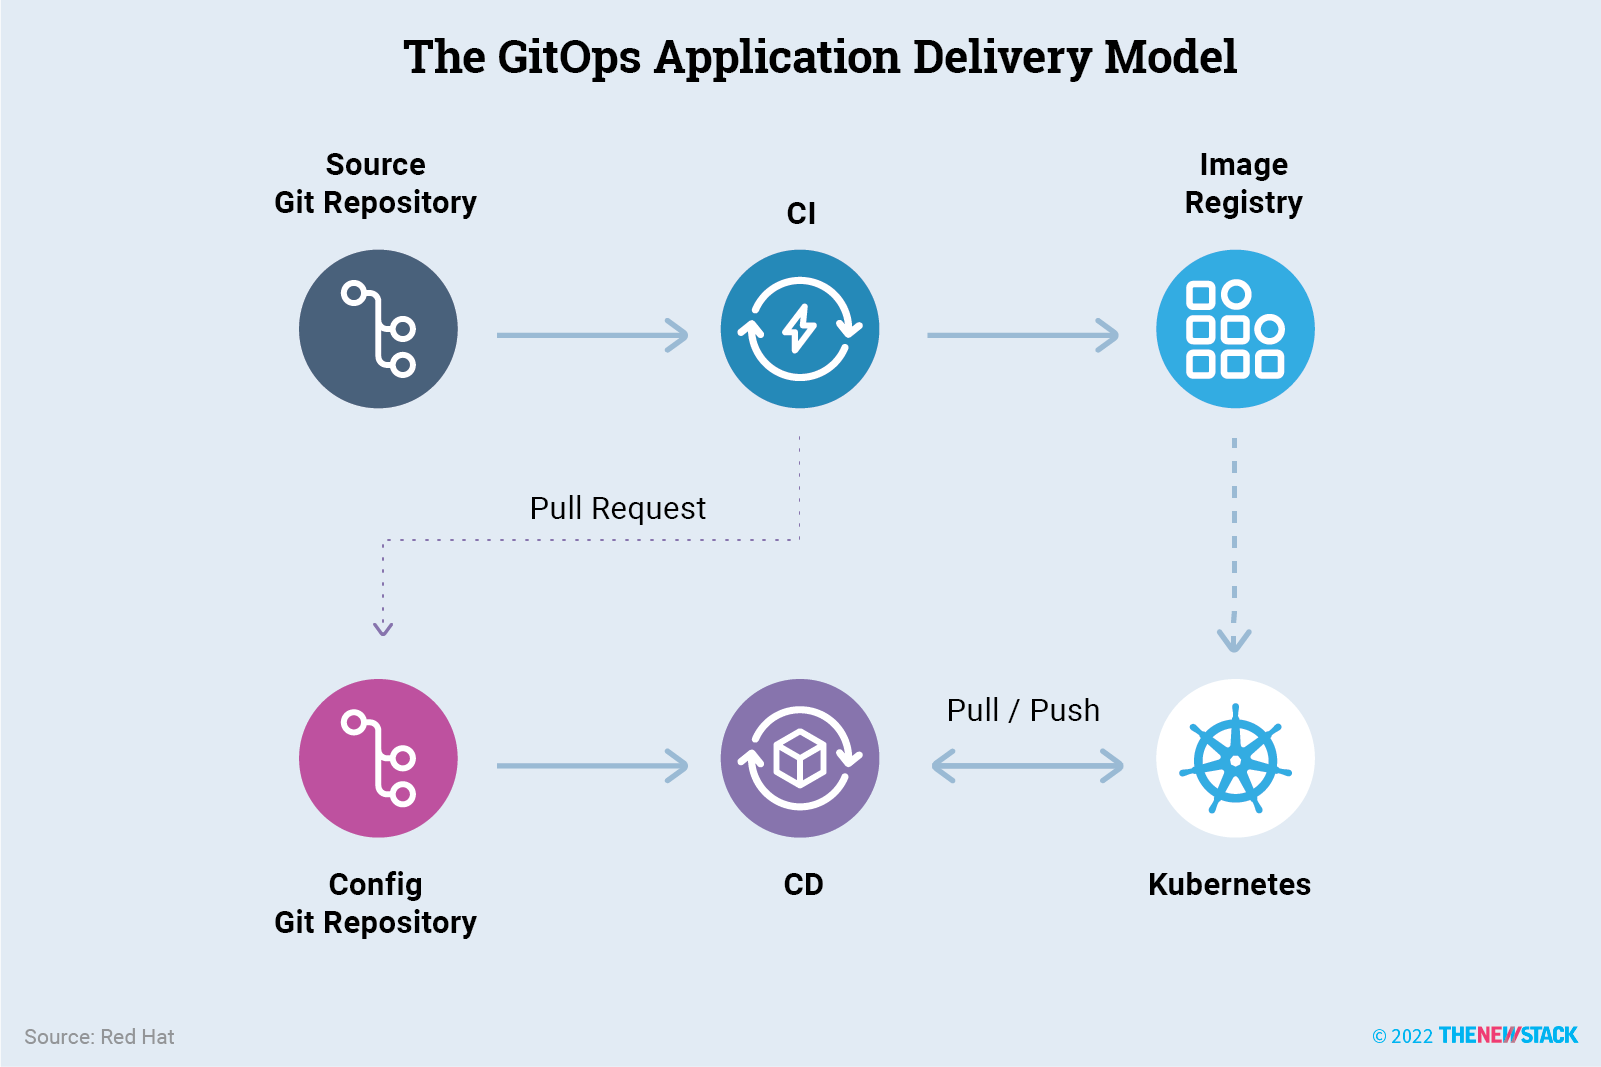 The GitOps Application Delivery Model
Source
Git Repository
CI
Image
Registry
Pull Request
Pull / Push
Config
Git Repository
CD
Kubernetes
Source: Red Hat
© 2022 THENEWSTACK